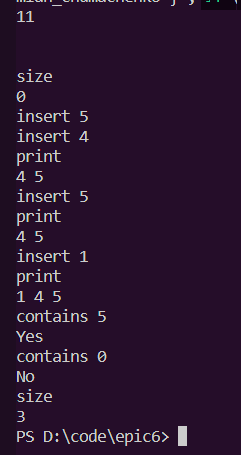 11
size
0
insert 5
insert 4
print
4 5
insert 5
print
4 5
insert 1
print
1 4 5
contains 5
Yes
contains 0
No
size
3
PS D:\code\epic6>